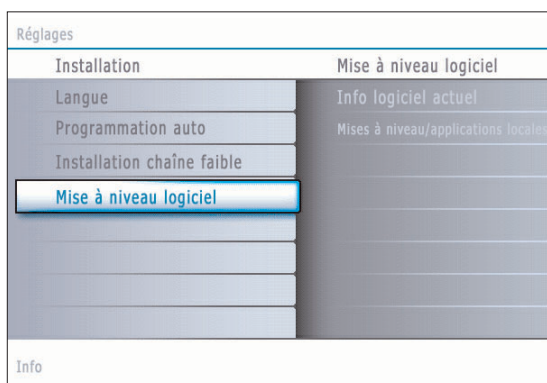 Réglages
Installation
Mise à niveau logiciel
Langue
Info logiciel actuel
Programmation auto
Mises à niveau/applications locales
Installation chaîne faible
Mise à niveau logiciel
Info